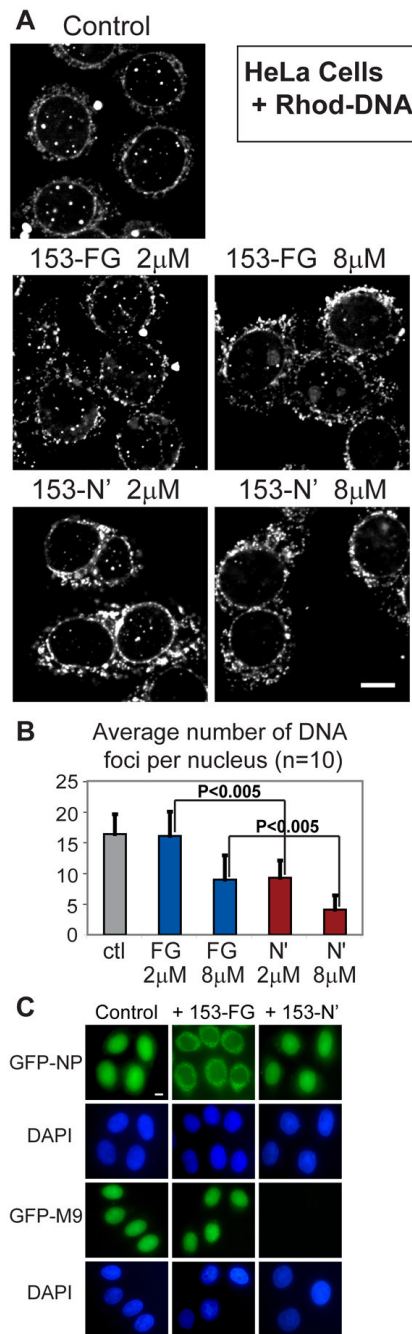 A
Control
HeLa Cells
+ Rhod-DNA
153-FG 2μM
153-FG 8μM
153-N' 2μM
153-N' 8μM
B
Average number of DNA
foci per nucleus (n=10)
25
20
15
10
5
0
P<0.005
P<0.005
ctl
FG
2μM
FG
8μM
N'
2μM
N'
8μM
C
Control
+ 153-FG
+ 153-N'
GFP-NP
DAPI
GFP-M9
DAPI